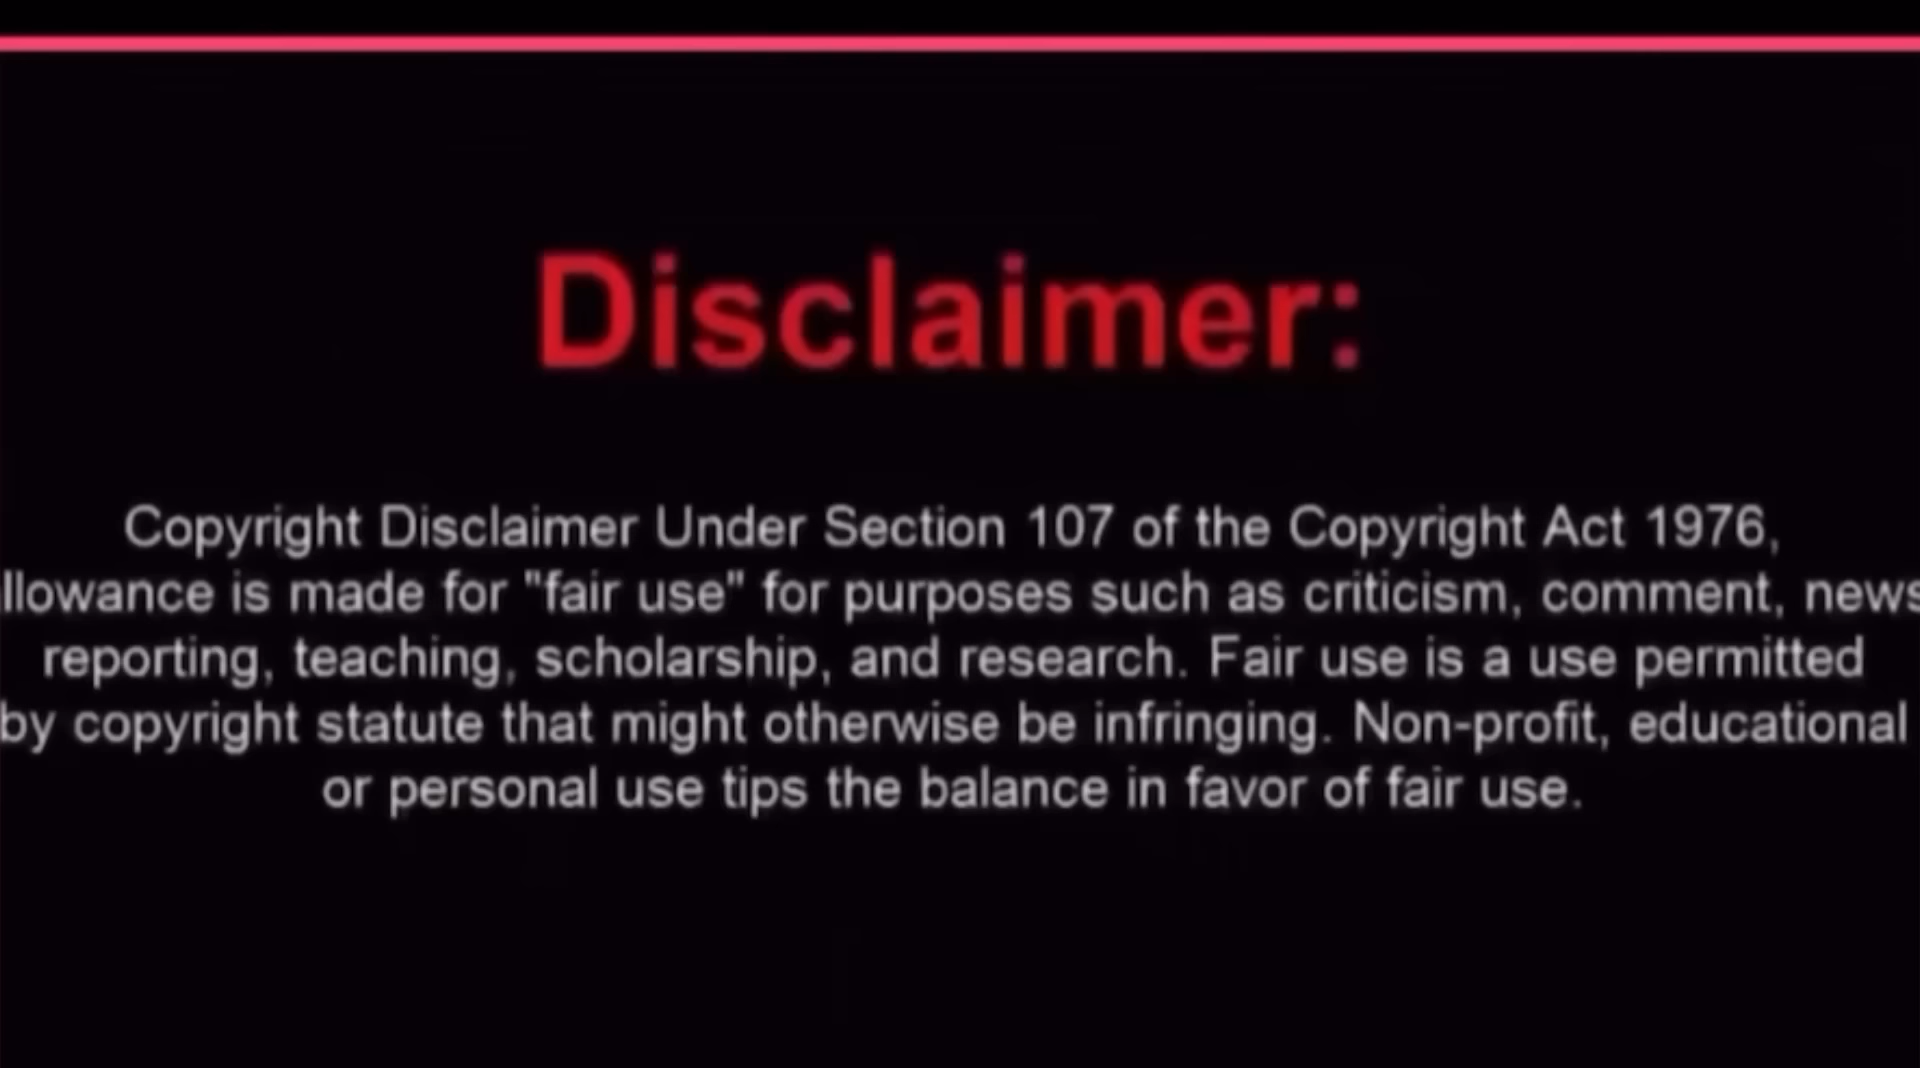 Disclaimer:
Copyright Disclaimer Under Section 107 of the Copyright Act 1976,
llowance is made for "fair use" for purposes such as criticism, comment, news
reporting, teaching, scholarship, and research. Fair use is a use permitted
by copyright statute that might otherwise be infringing. Non-profit, educational
or personal use tips the balance in favor of fair use.